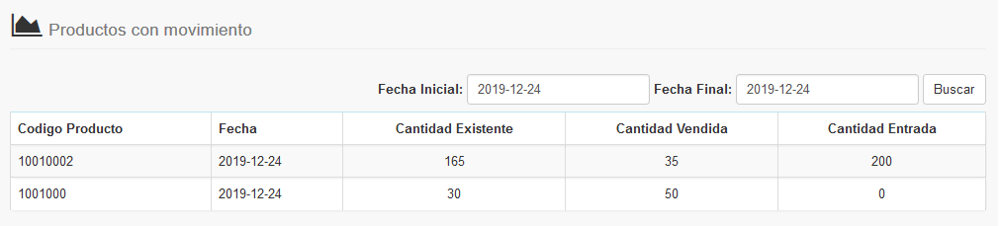 Productos con movimiento
Fecha Inicial: 2019-12-24 Fecha Final: 2019-12-24 Buscar
Codigo Producto Fecha Cantidad Existente Cantidad Vendida Cantidad Entrada
10010002 2019-12-24 165 35 200
1001000 2019-12-24 30 50 0